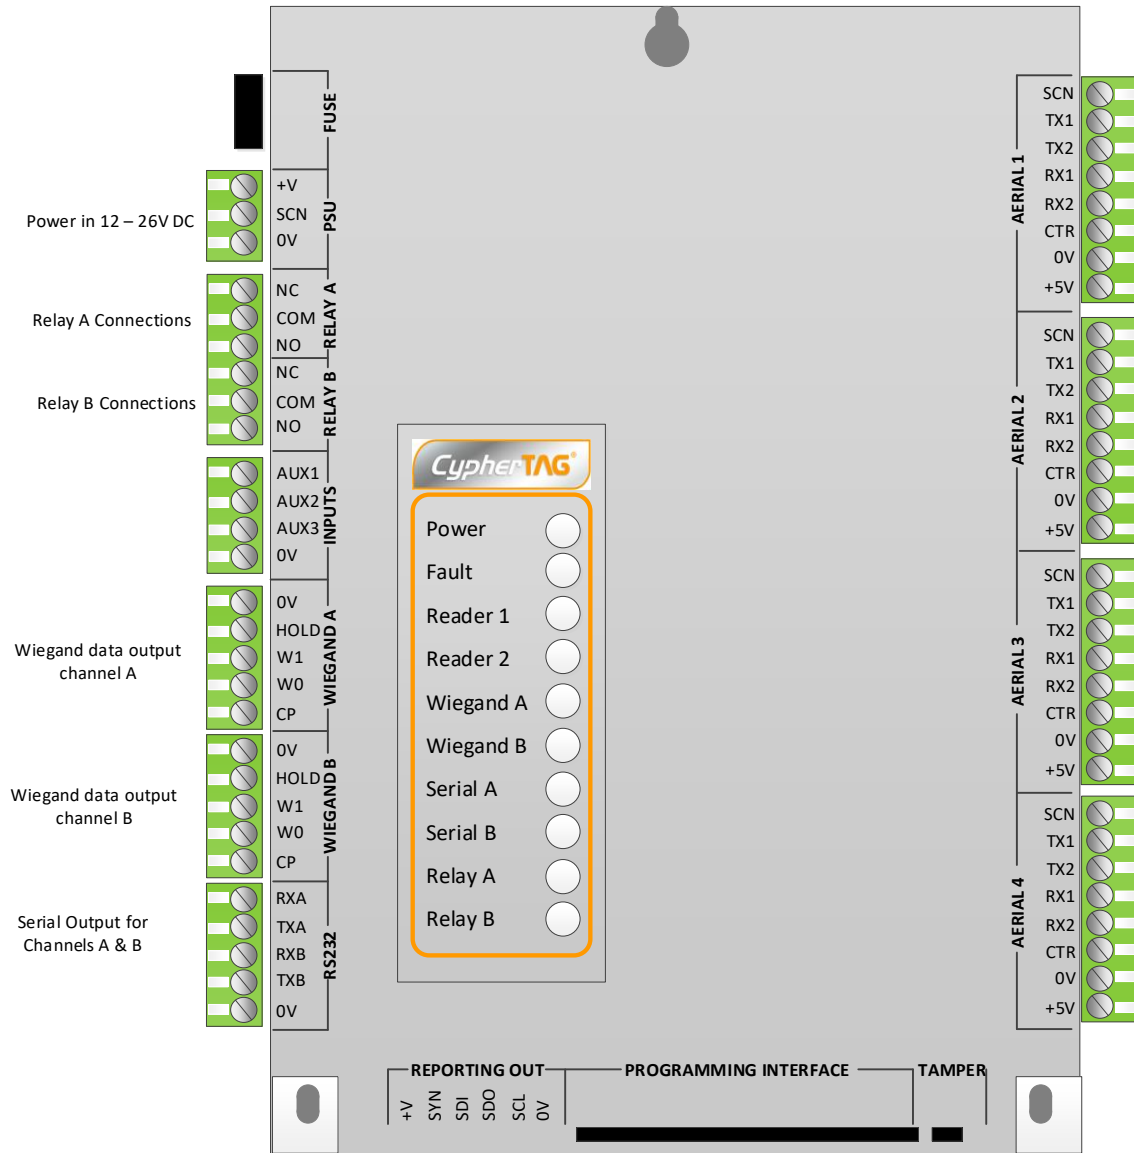 FUSE
Power in 12 – 26V DC
+V
SCN
0V
PSU
Relay A Connections
NC
COM
NO
RELAY A
Relay B Connections
NC
COM
NO
RELAY B
AUX1
AUX2
AUX3
0V
INPUTS
Wiegand data output
channel A
0V
HOLD
W1
W0
CP
WIEGAND A
Wiegand data output
channel B
0V
HOLD
W1
W0
CP
WIEGAND B
Serial Output for
Channels A & B
RXA
TXA
RXB
TXB
0V
RS232
CypherTAG®
Power
Fault
Reader 1
Reader 2
Wiegand A
Wiegand B
Serial A
Serial B
Relay A
Relay B
AERIAL 1
SCN
TX1
TX2
RX1
RX2
CTR
0V
+5V
AERIAL 2
SCN
TX1
TX2
RX1
RX2
CTR
0V
+5V
AERIAL 3
SCN
TX1
TX2
RX1
RX2
CTR
0V
+5V
AERIAL 4
SCN
TX1
TX2
RX1
RX2
CTR
0V
+5V
REPORTING OUT
+V
SYN
SDI
SDO
SCL
0V
PROGRAMMING INTERFACE
TAMPER